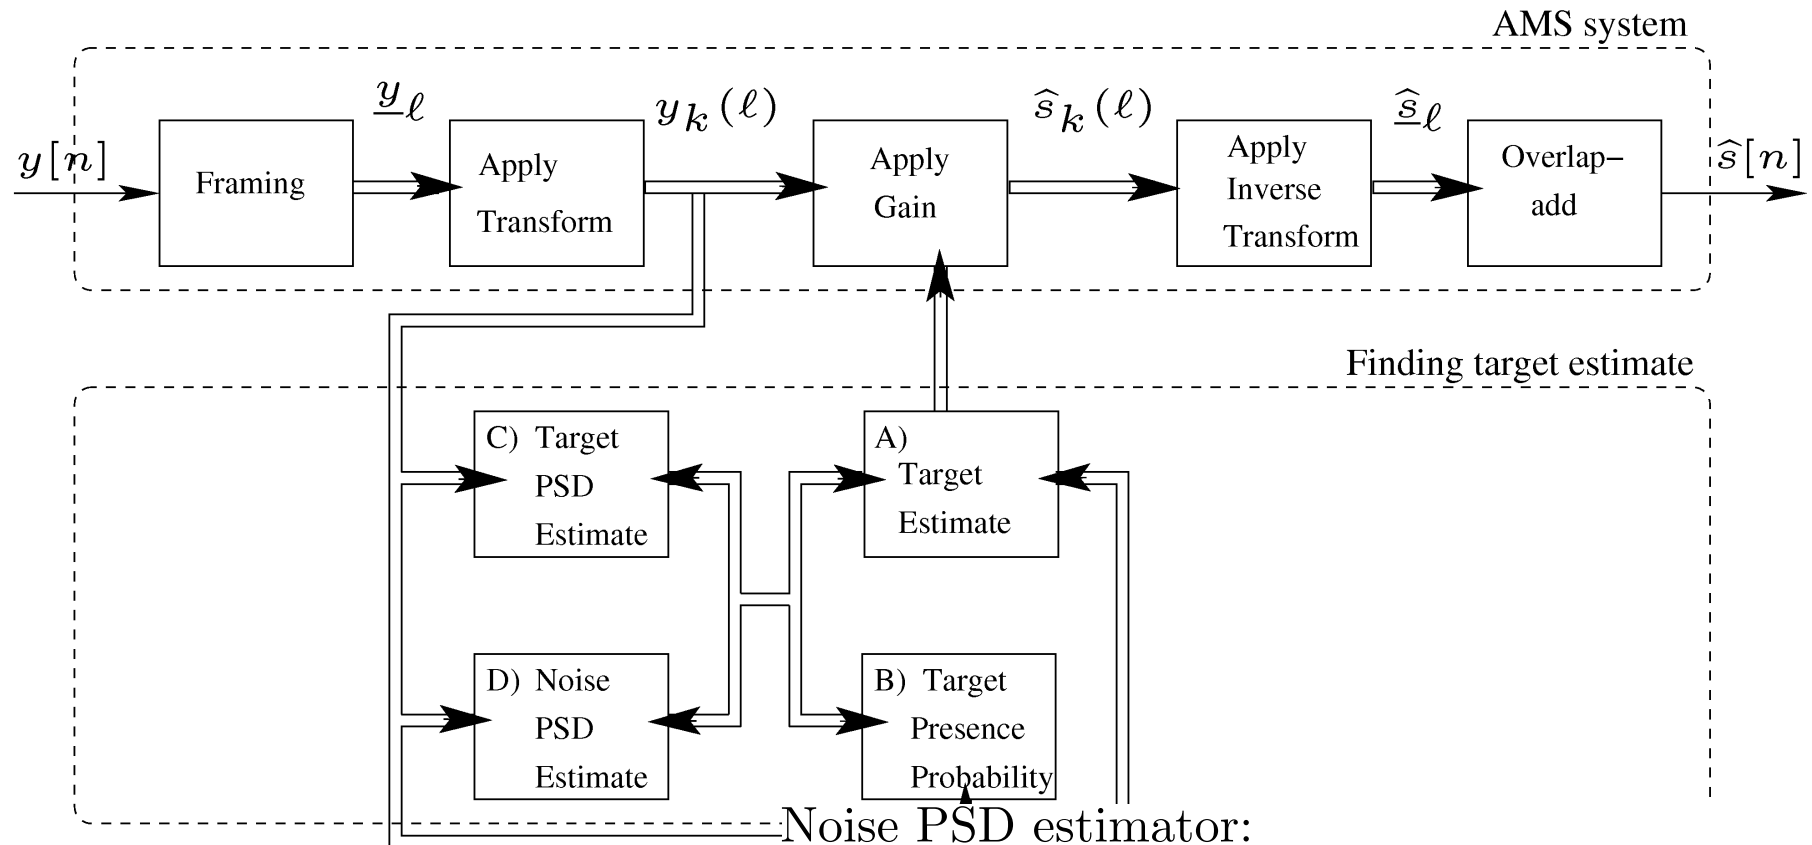 AMS system
y[n]
Framing
y_ℓ
Apply
Transform
y_k(ℓ)
Apply
Gain
ŝ_k(ℓ)
Apply
Inverse
Transform
ŝ_ℓ
Overlap–
add
ŝ[n]
Finding target estimate
C) Target
PSD
Estimate
A)
Target
Estimate
D) Noise
PSD
Estimate
B) Target
Presence
Probability
Noise PSD estimator: